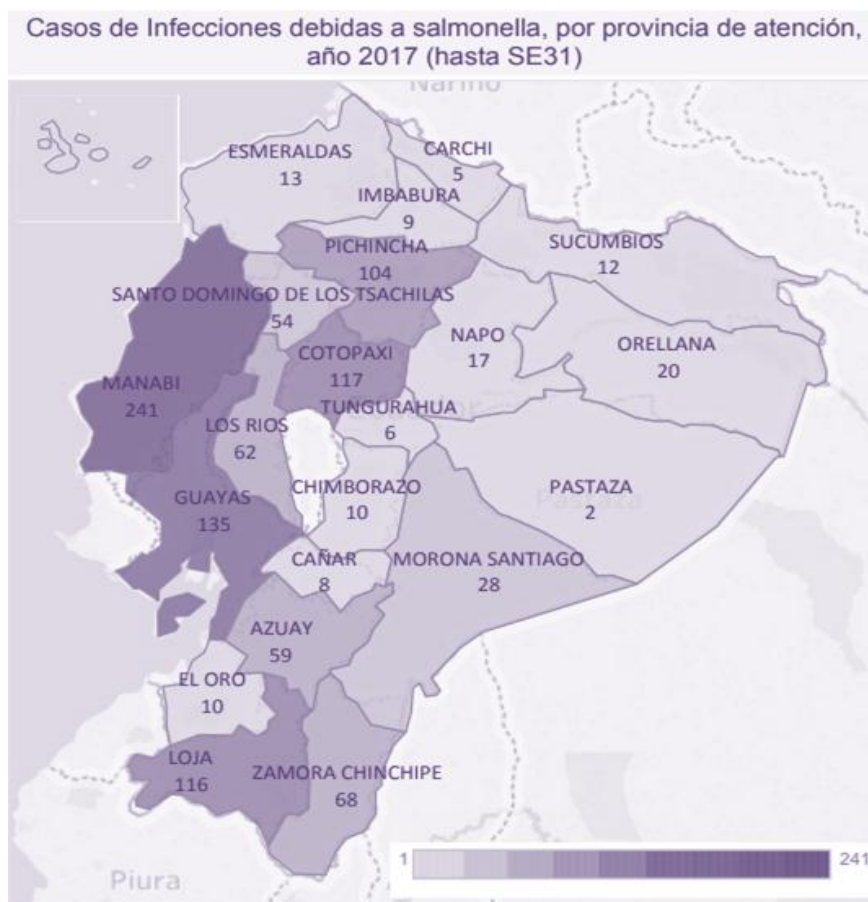 Casos de Infecciones debidas a salmonella, por provincia de atención,
año 2017 (hasta SE31)
Nariño
ESMERALDAS
13
CARCHI
5
IMBABURA
9
PICHINCHA
104
SUCUMBIOS
12
SANTO DOMINGO DE LOS TSACHILAS
54
NAPO
17
ORELLANA
20
COTOPAXI
117
MANABI
241
TUNGURAHUA
6
LOS RIOS
62
CHIMBORAZO
10
PASTAZA
2
Pastaza
GUAYAS
135
CAÑAR
8
MORONA SANTIAGO
28
AZUAY
59
EL ORO
10
LOJA
116
ZAMORA CHINCHIPE
68
1
241
Piura